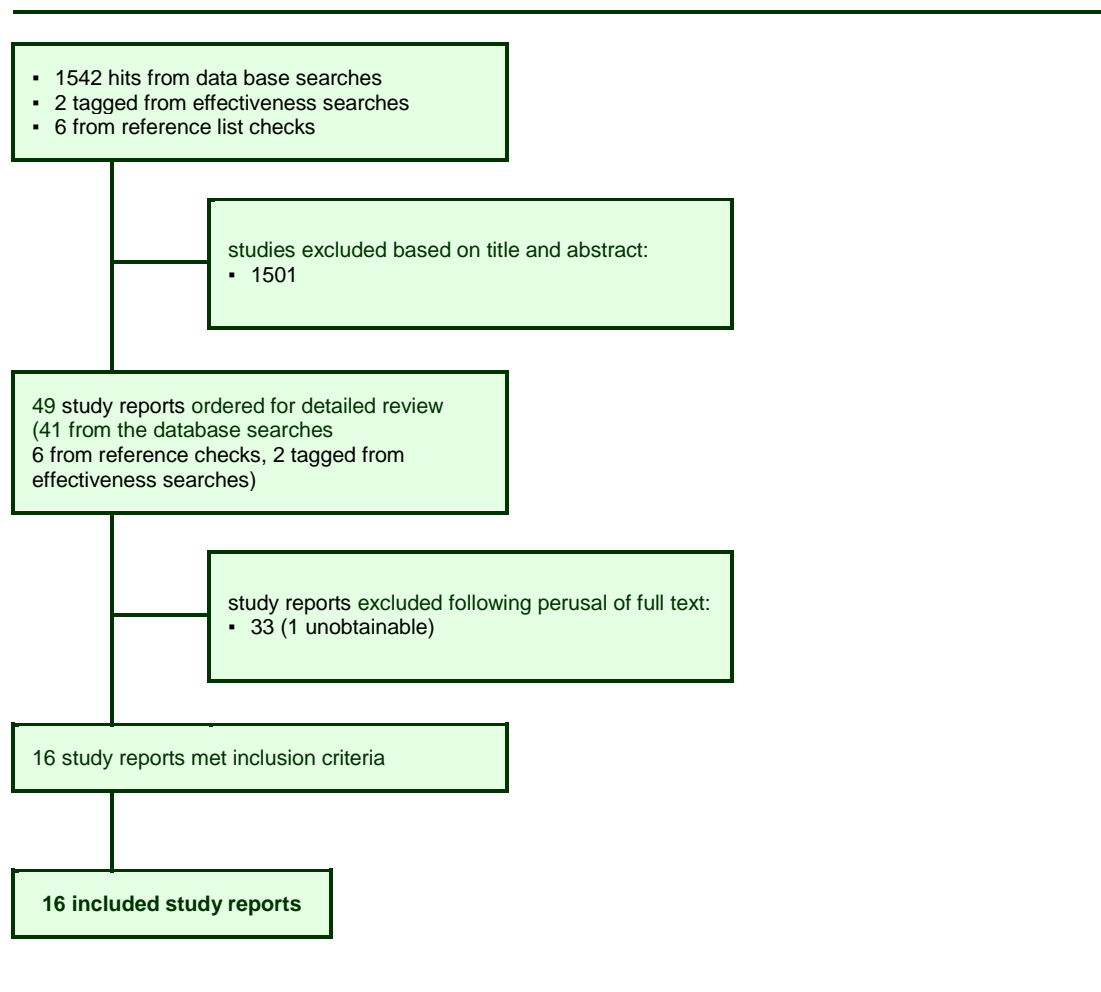 ▪ 1542 hits from data base searches
▪ 2 tagged from effectiveness searches
▪ 6 from reference list checks
studies excluded based on title and abstract:
▪ 1501
49 study reports ordered for detailed review
(41 from the database searches
6 from reference checks, 2 tagged from
effectiveness searches)
study reports excluded following perusal of full text:
▪ 33 (1 unobtainable)
16 study reports met inclusion criteria
16 included study reports